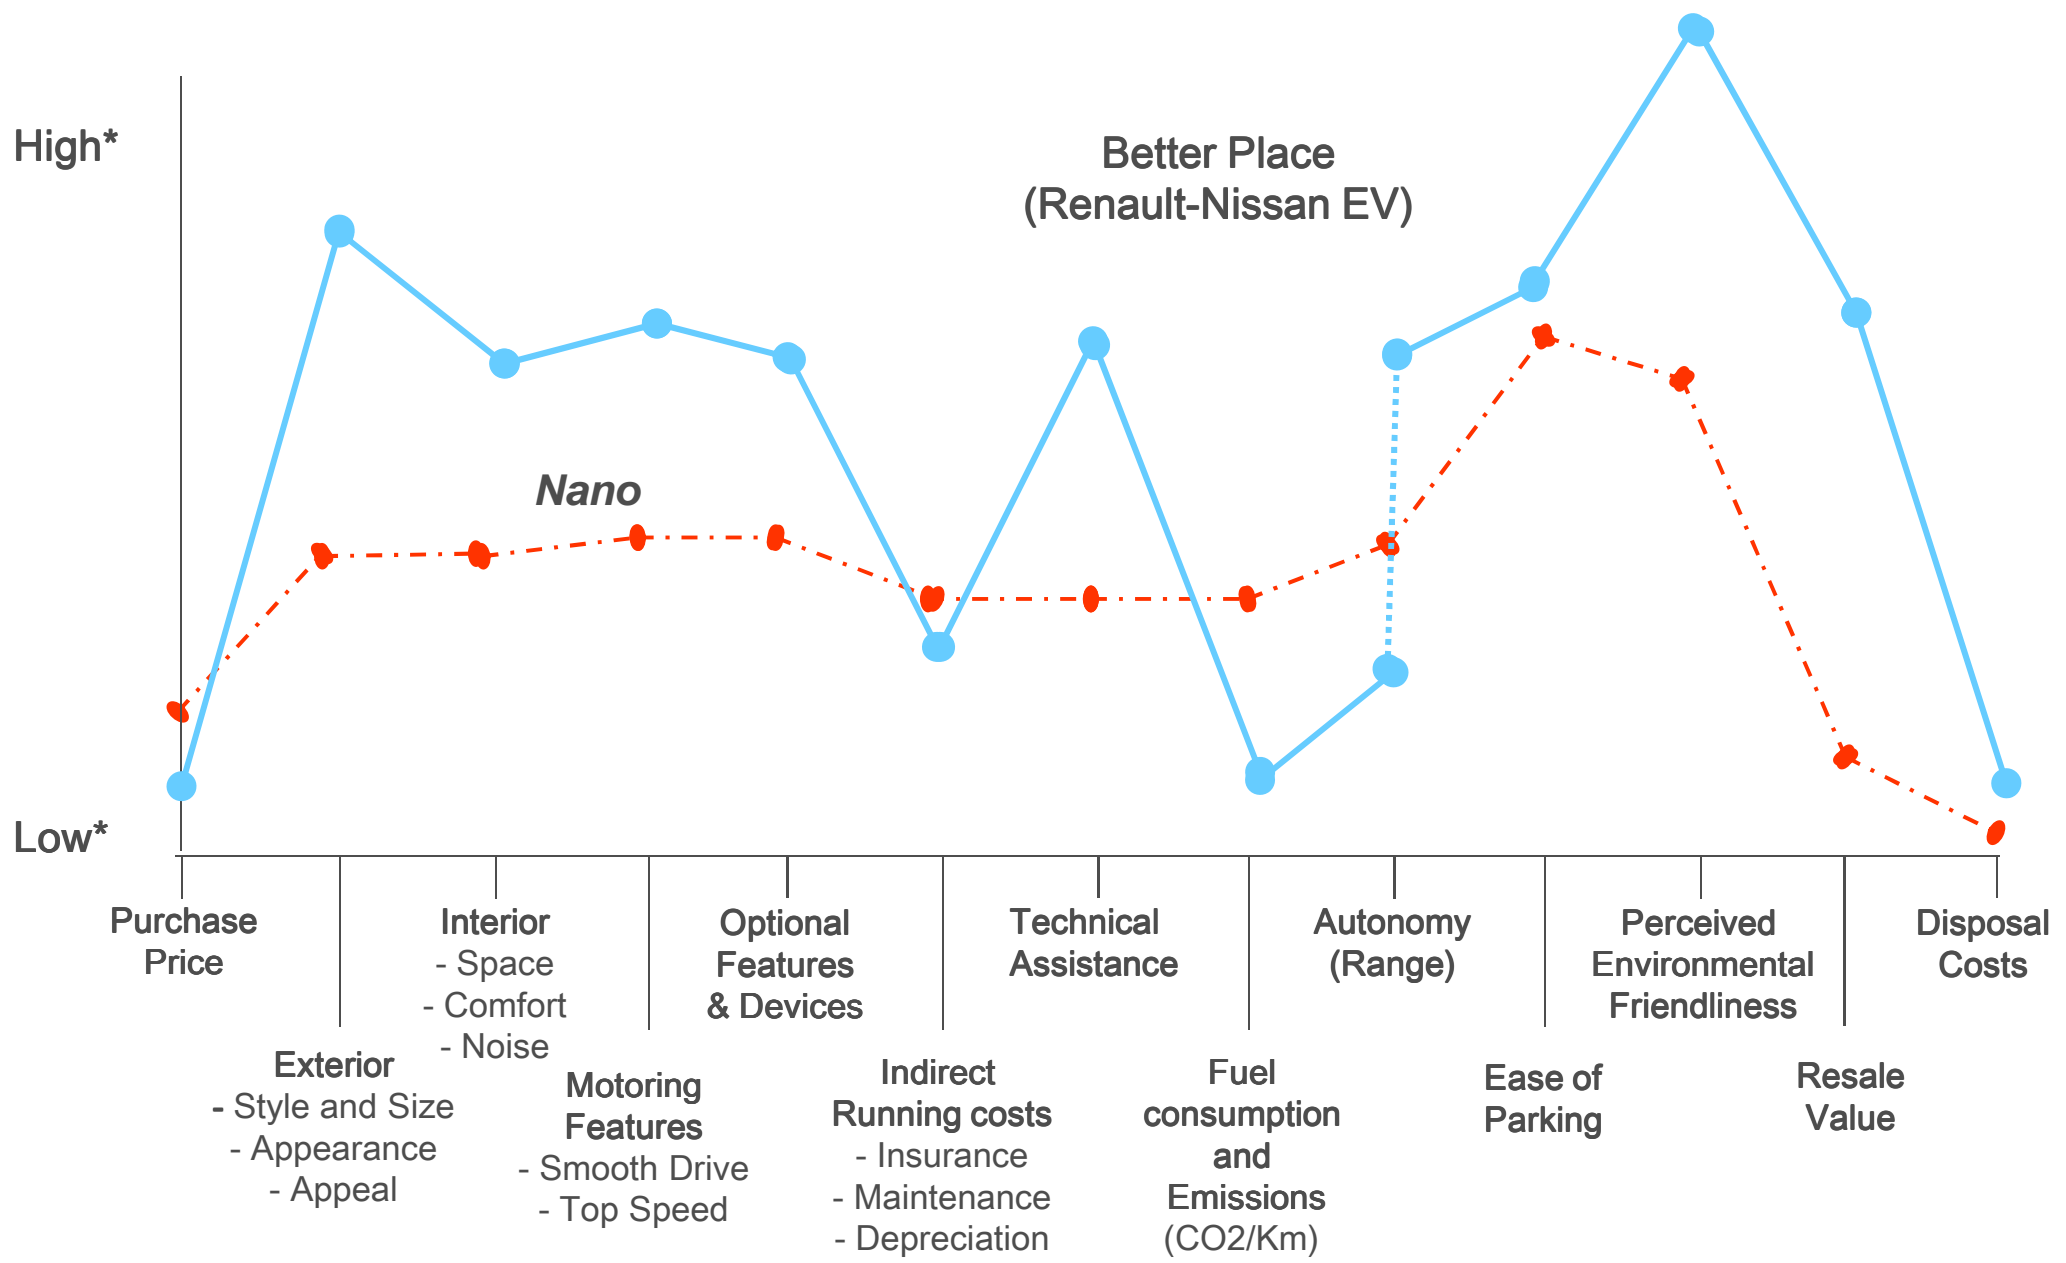 High*
Better Place
(Renault-Nissan EV)
Nano
Low*
Purchase
Price
Exterior
- Style and Size
- Appearance
- Appeal
Interior
- Space
- Comfort
- Noise
Motoring
Features
- Smooth Drive
- Top Speed
Optional
Features
& Devices
Indirect
Running costs
- Insurance
- Maintenance
- Depreciation
Technical
Assistance
Fuel
consumption
and
Emissions
(CO2/Km)
Autonomy
(Range)
Ease of
Parking
Perceived
Environmental
Friendliness
Resale
Value
Disposal
Costs